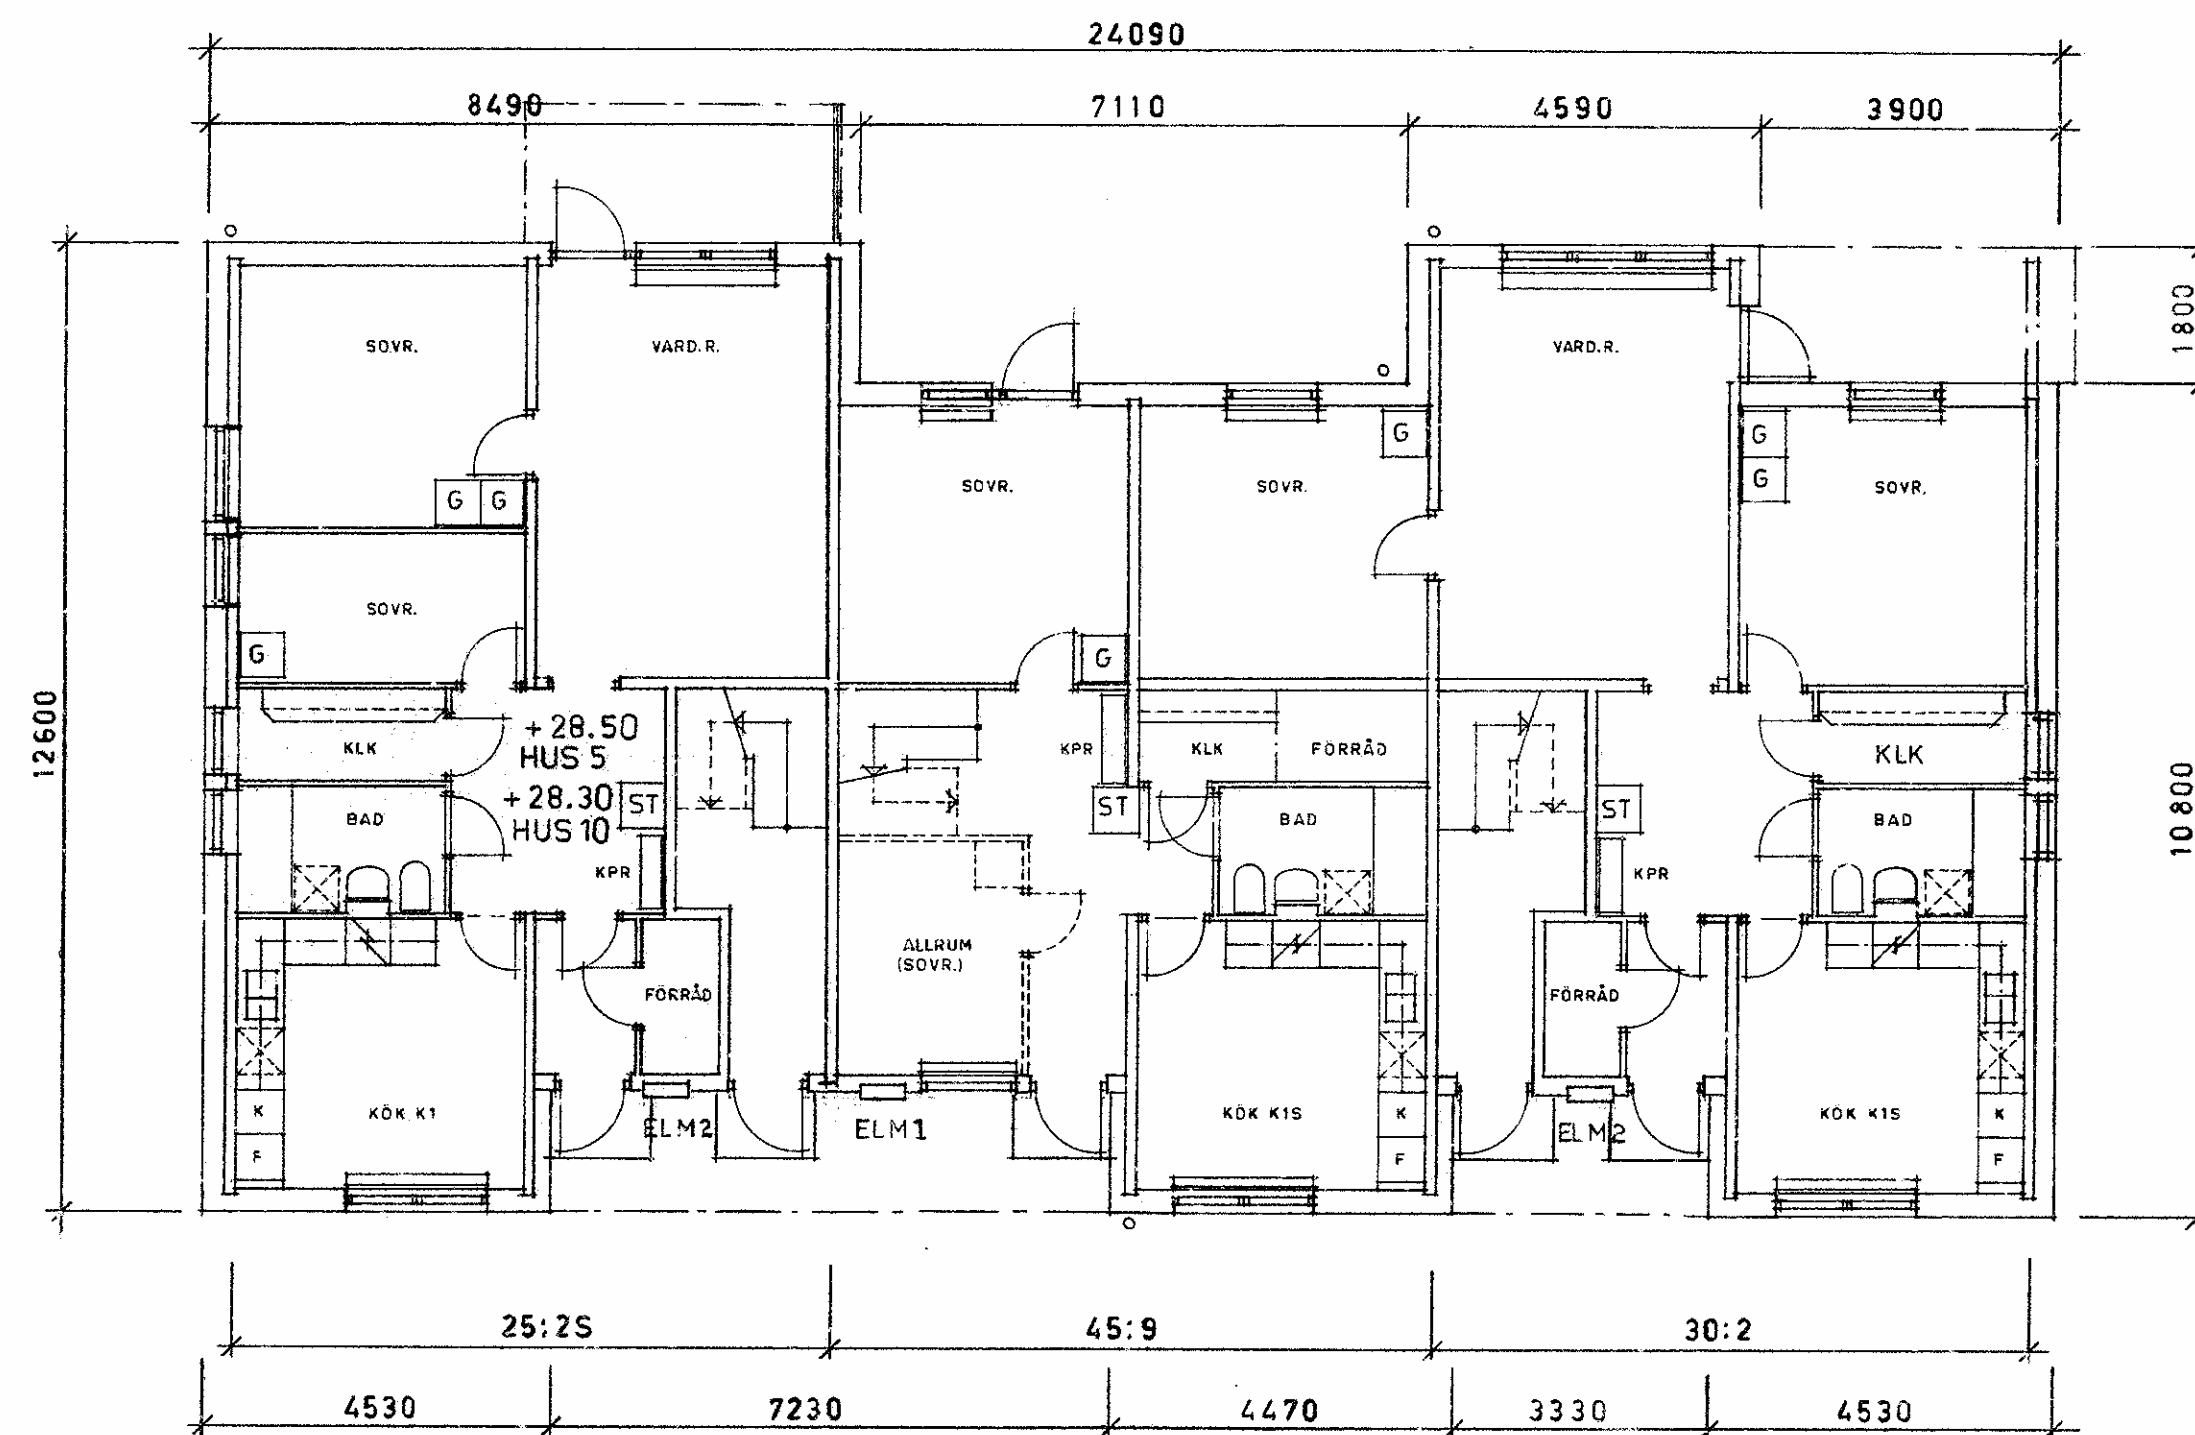 24090
8490 7110 4590 3900
1800
SOVR. VARD.R. VARD.R.
G
G
G G SOVR. SOVR. G SOVR.
SOVR.
G G
12600
+28.50
HUS 5
KLK KPR KLK FÖRRÅD KLK
+28.30
HUS 10
ST ST ST
BAD BAD BAD
10800
KPR KPR
ALLRUM
(SOVR.)
FÖRRÅD FÖRRÅD
K KÖK K1 KÖK K1S K KÖK K1S K
ELM2 ELM1 ELM2
F F F
25:2S 45:9 30:2
4530 7230 4470 3330 4530